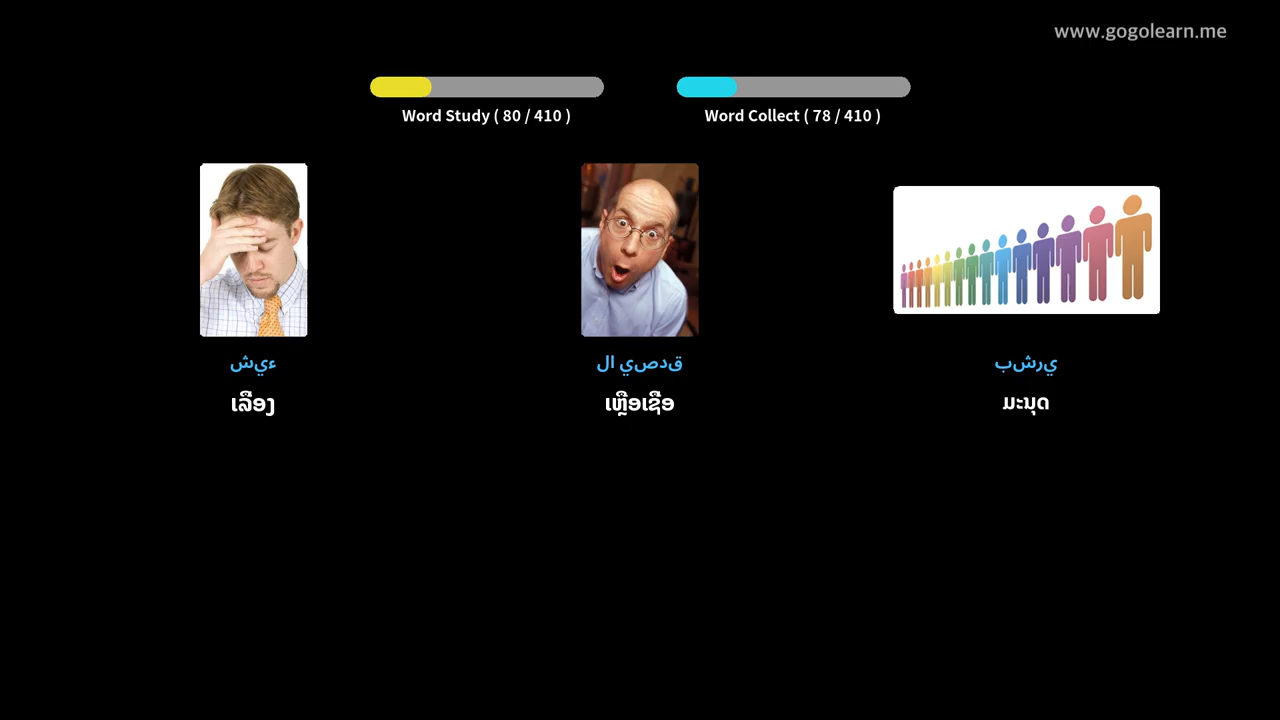 www.gogolearn.me
Word Study ( 80 / 410 )
Word Collect ( 78 / 410 )
ءيش
قدصي ال
يرشب
ເລື່ອງ
ເຫຼືອເຊື່ອ
ມະນຸດ